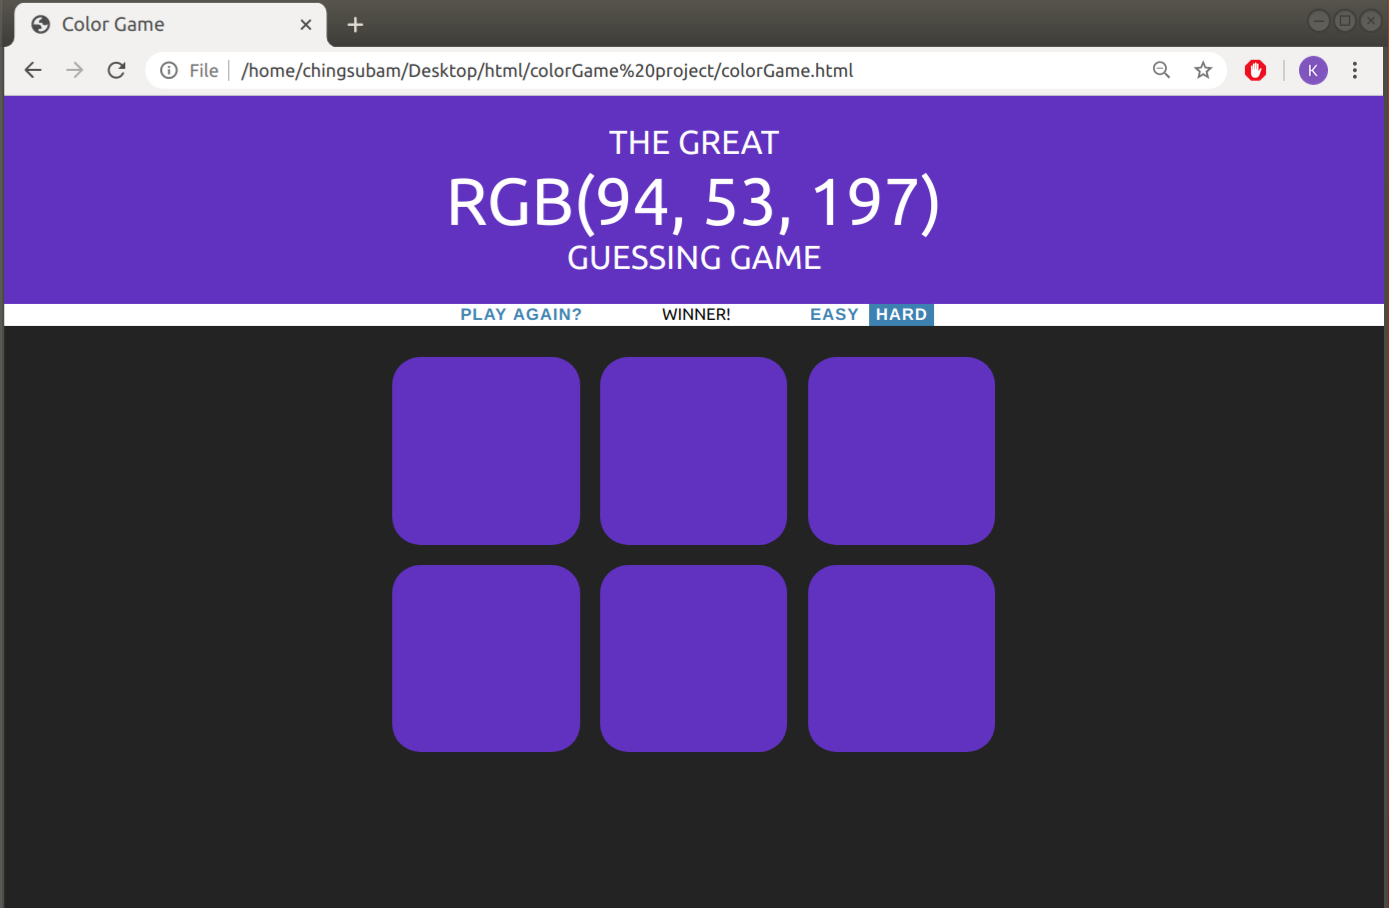 Color Game
File /home/chingsubam/Desktop/html/colorGame%20project/colorGame.html
K
THE GREAT
RGB(94, 53, 197)
GUESSING GAME
PLAY AGAIN? WINNER! EASY HARD